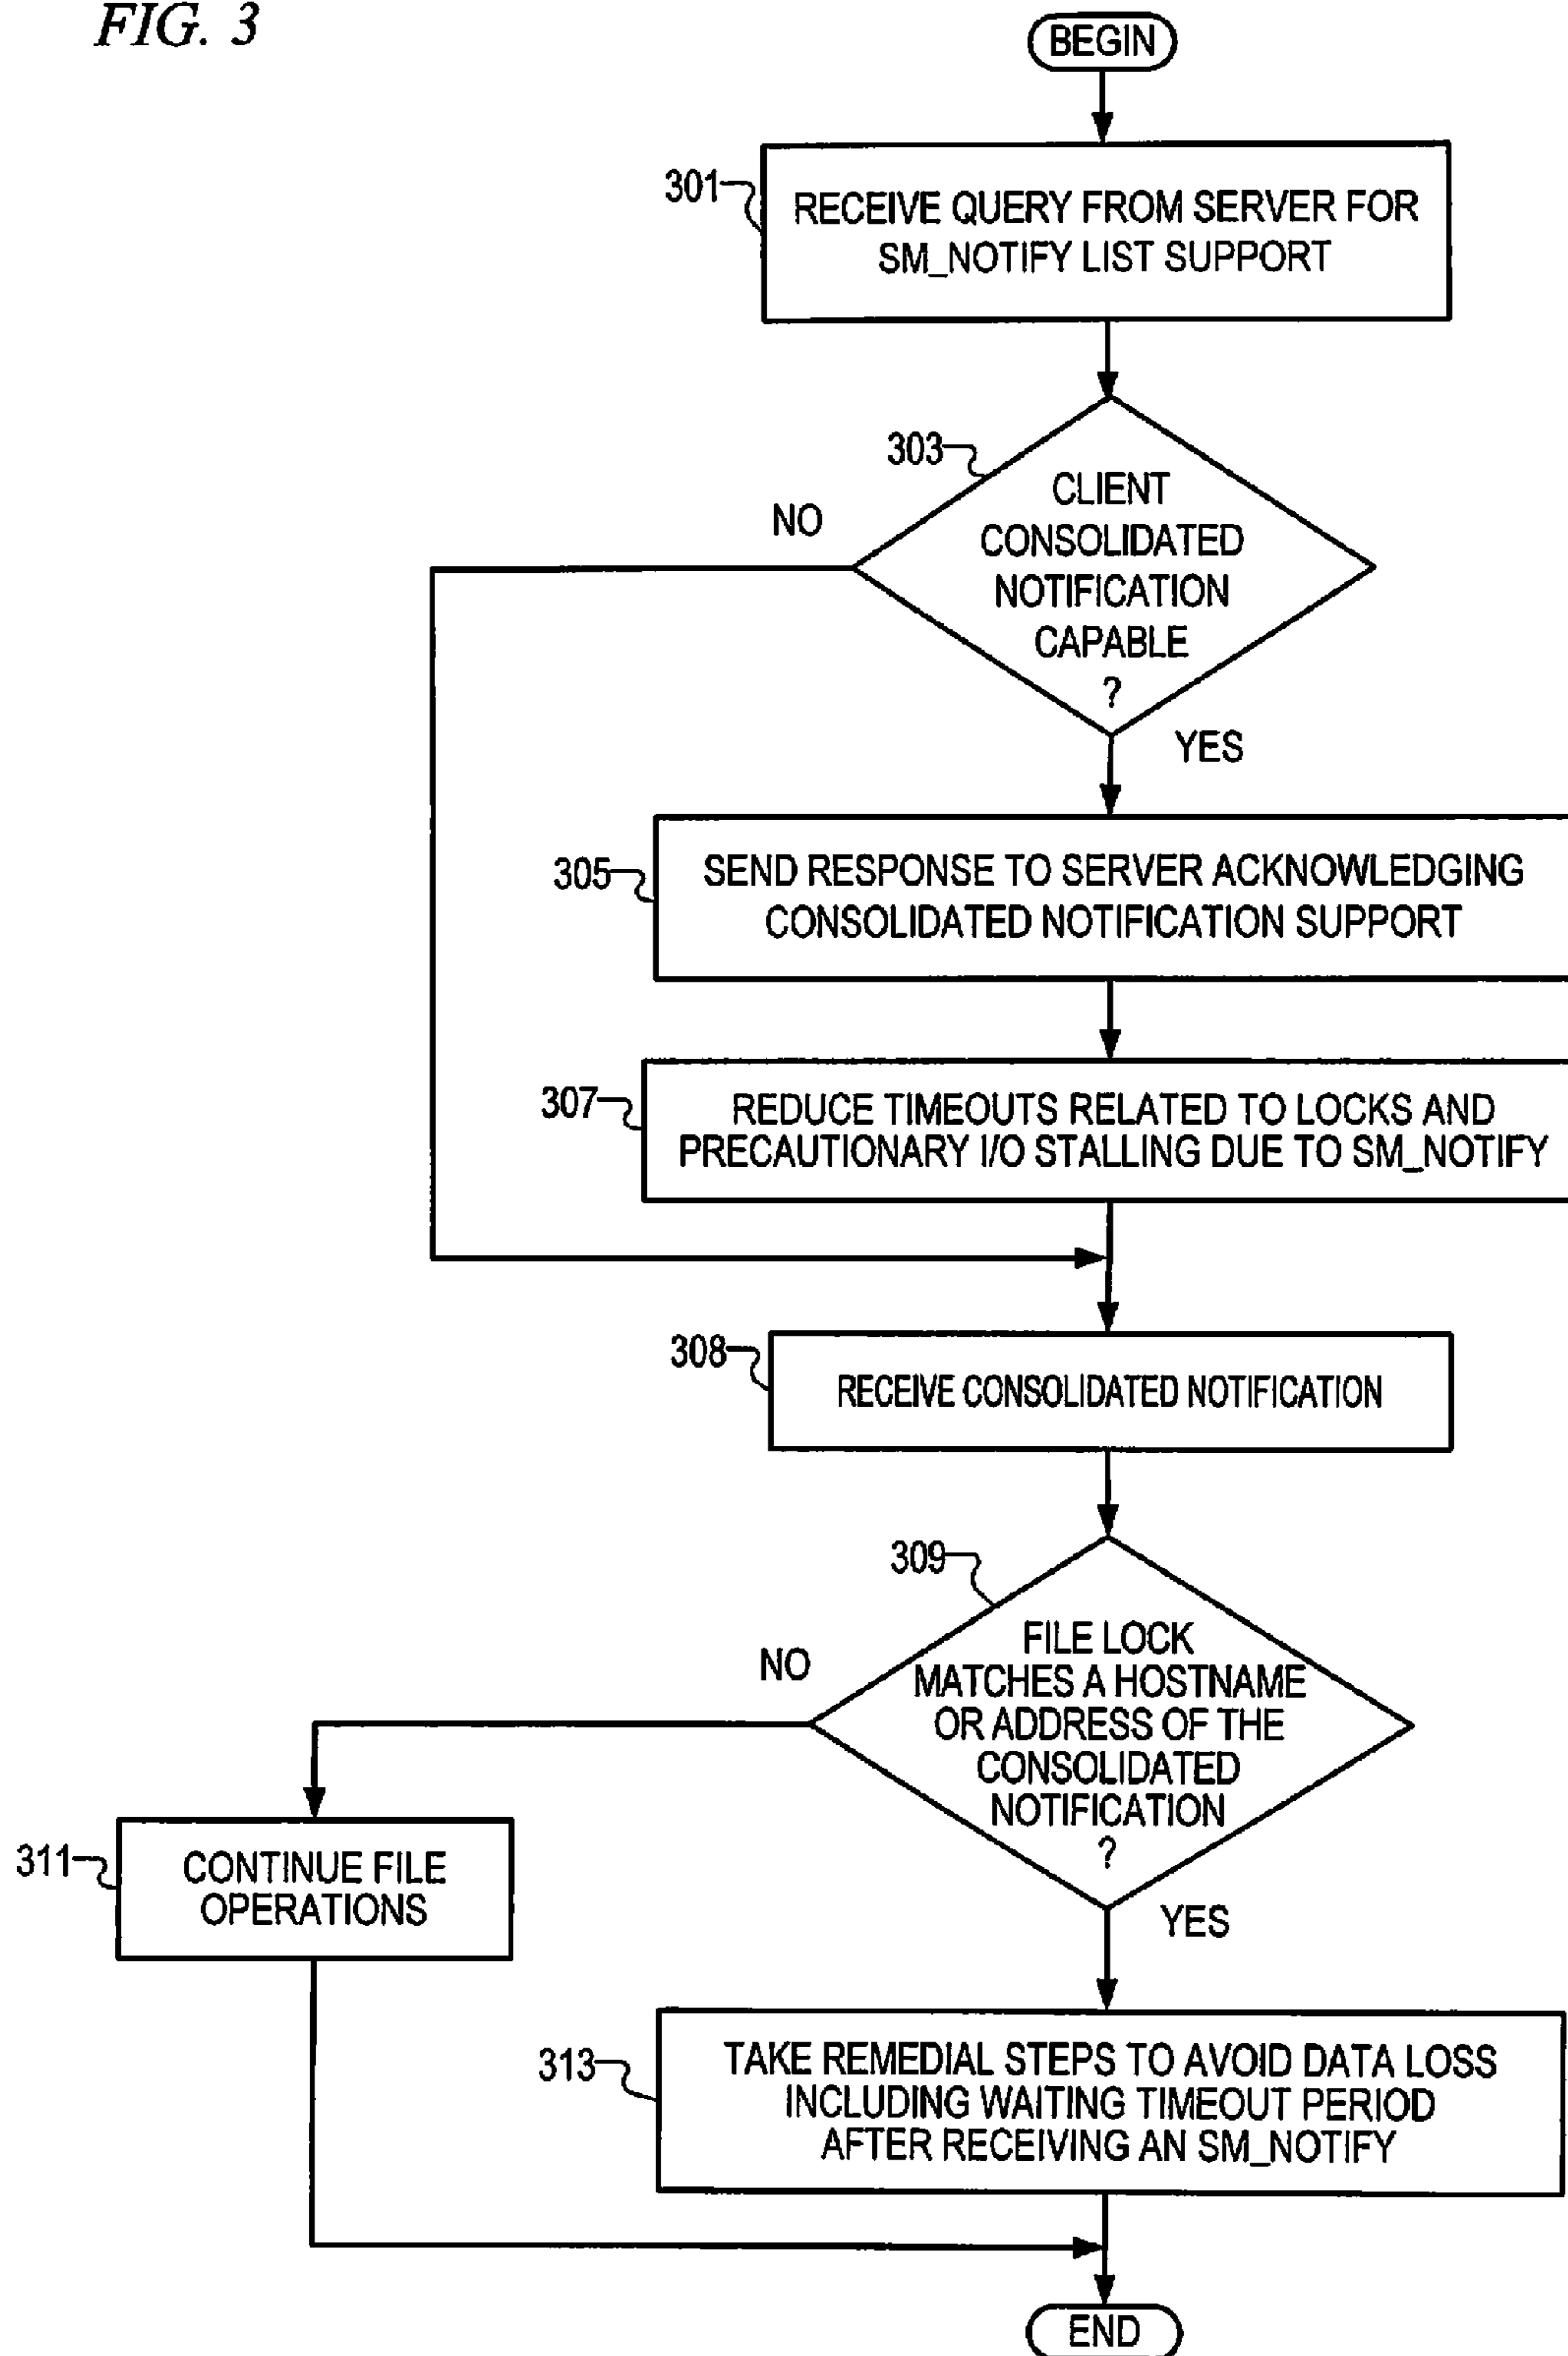 FIG. 3
BEGIN
301
RECEIVE QUERY FROM SERVER FOR
SM_NOTIFY LIST SUPPORT
303
CLIENT
CONSOLIDATED
NOTIFICATION
CAPABLE
?
NO
YES
305
SEND RESPONSE TO SERVER ACKNOWLEDGING
CONSOLIDATED NOTIFICATION SUPPORT
307
REDUCE TIMEOUTS RELATED TO LOCKS AND
PRECAUTIONARY I/O STALLING DUE TO SM_NOTIFY
308
RECEIVE CONSOLIDATED NOTIFICATION
309
FILE LOCK
MATCHES A HOSTNAME
OR ADDRESS OF THE
CONSOLIDATED
NOTIFICATION
?
NO
YES
311
CONTINUE FILE
OPERATIONS
313
TAKE REMEDIAL STEPS TO AVOID DATA LOSS
INCLUDING WAITING TIMEOUT PERIOD
AFTER RECEIVING AN SM_NOTIFY
END